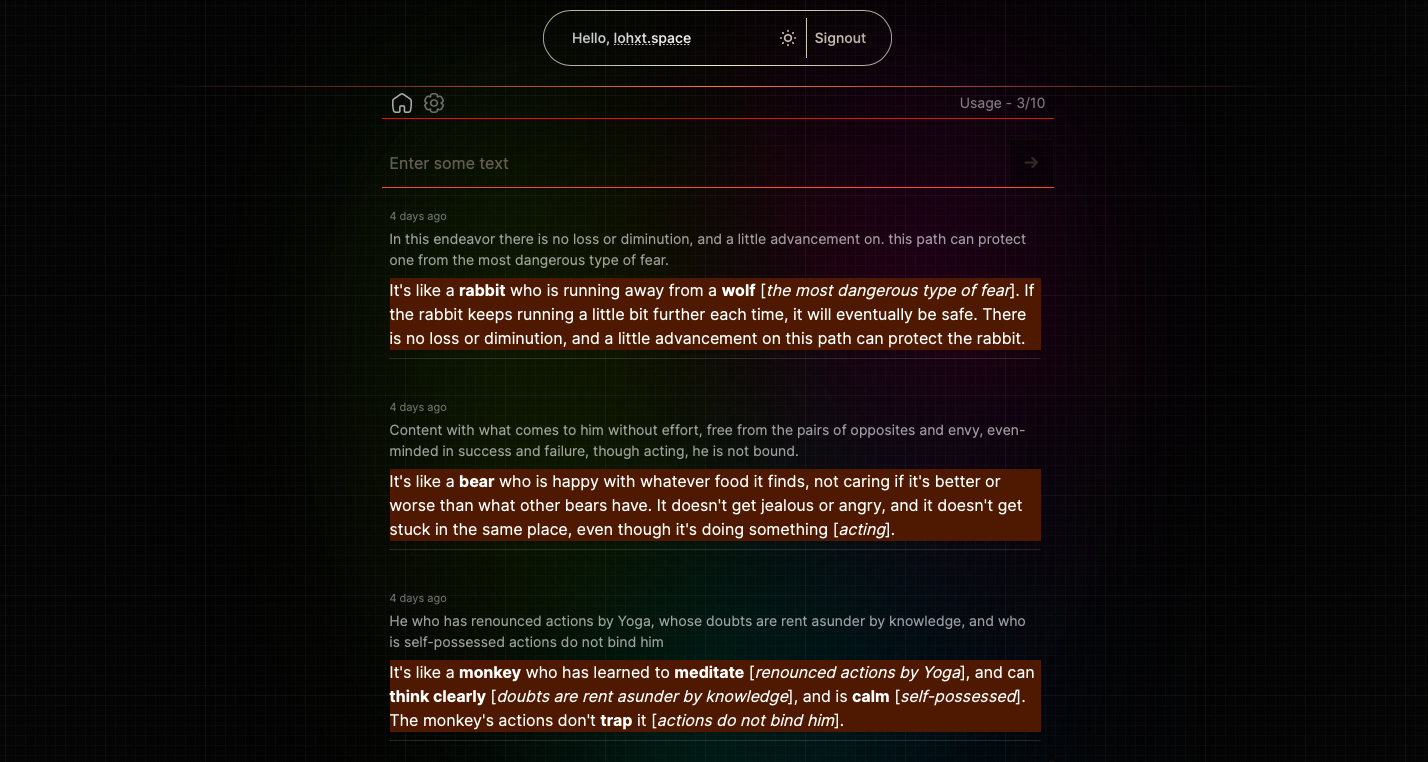 Hello, lohxt.space
Signout
Usage - 3/10
Enter some text
4 days ago
In this endeavor there is no loss or diminution, and a little advancement on. this path can protect
one from the most dangerous type of fear.
It's like a rabbit who is running away from a wolf [the most dangerous type of fear]. If
the rabbit keeps running a little bit further each time, it will eventually be safe. There
is no loss or diminution, and a little advancement on this path can protect the rabbit.
4 days ago
Content with what comes to him without effort, free from the pairs of opposites and envy, even-
minded in success and failure, though acting, he is not bound.
It's like a bear who is happy with whatever food it finds, not caring if it's better or
worse than what other bears have. It doesn't get jealous or angry, and it doesn't get
stuck in the same place, even though it's doing something [acting].
4 days ago
He who has renounced actions by Yoga, whose doubts are rent asunder by knowledge, and who
is self-possessed actions do not bind him
It's like a monkey who has learned to meditate [renounced actions by Yoga], and can
think clearly [doubts are rent asunder by knowledge], and is calm [self-possessed].
The monkey's actions don't trap it [actions do not bind him].